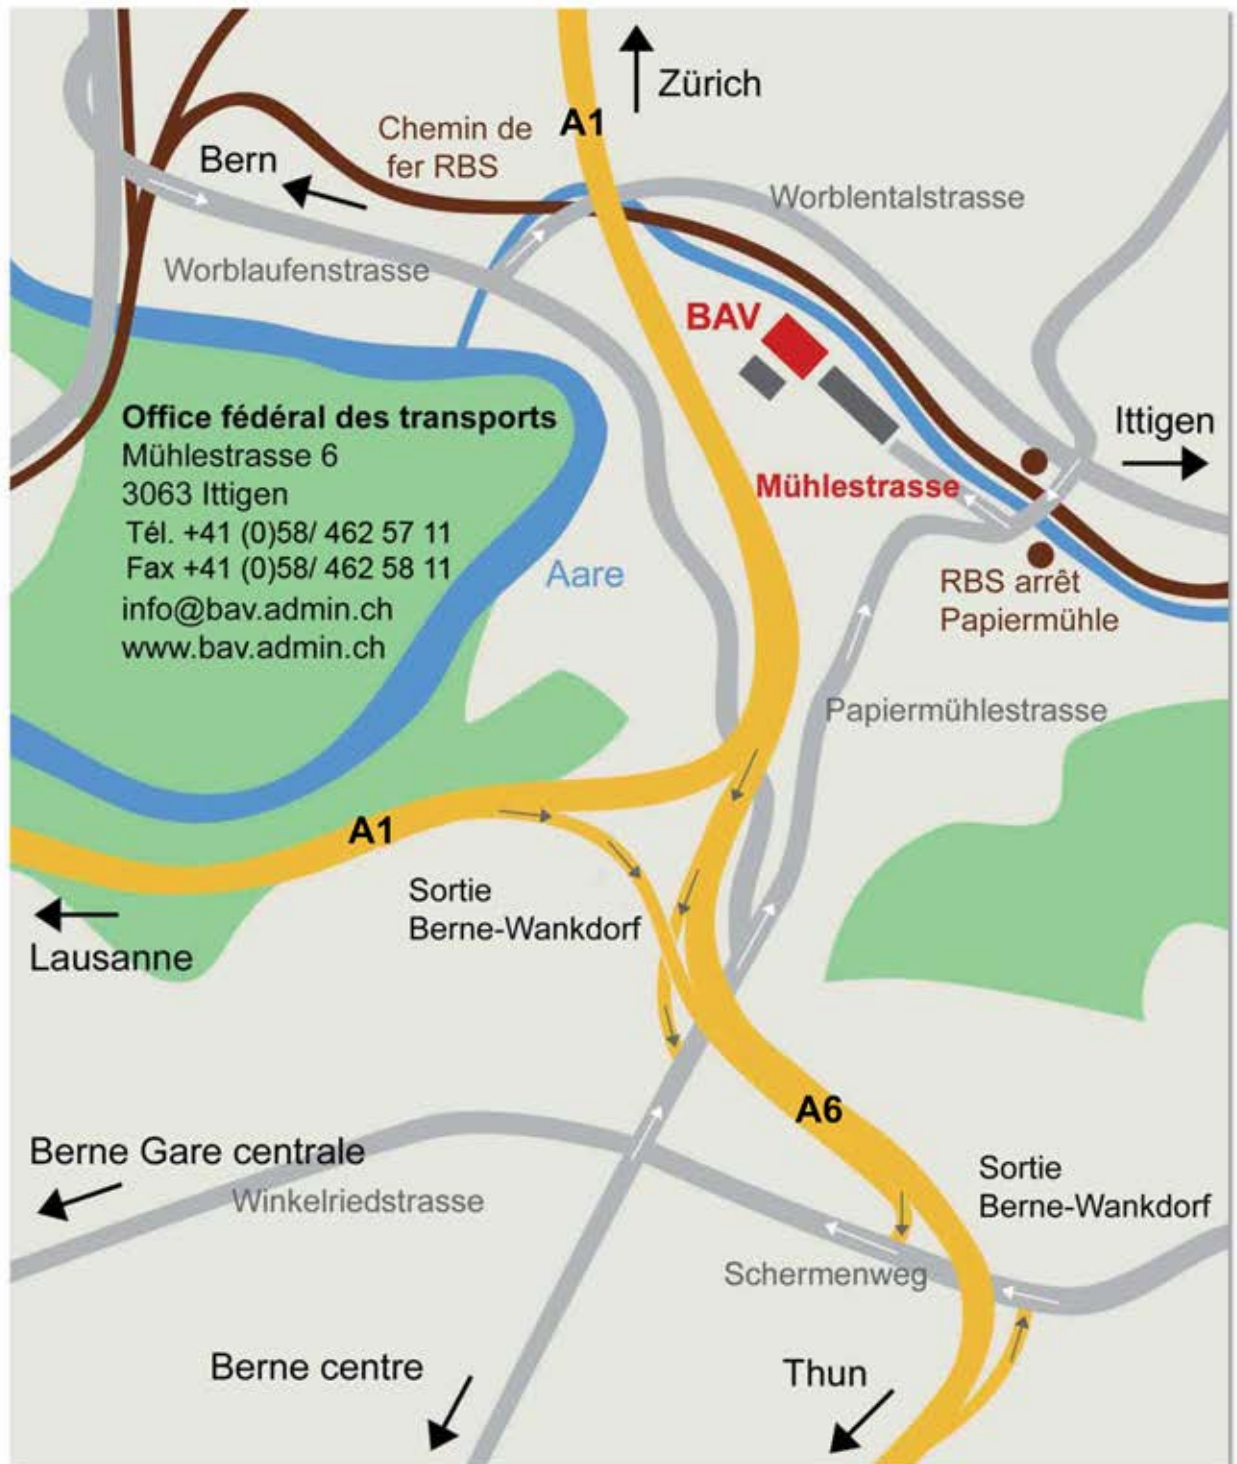 Zürich
A1
Chemin de
fer RBS
Bern
Worblentalstrasse
Worblaufenstrasse
BAV
Office fédéral des transports
Mühlestrasse 6
3063 Ittigen
Tél. +41 (0)58/ 462 57 11
Fax +41 (0)58/ 462 58 11
info@bav.admin.ch
www.bav.admin.ch
Ittigen
Mühlestrasse
Aare
RBS arrêt
Papiermühle
Papiermühlestrasse
A1
Sortie
Berne-Wankdorf
Lausanne
A6
Berne Gare centrale
Winkelriedstrasse
Sortie
Berne-Wankdorf
Schermenweg
Berne centre
Thun